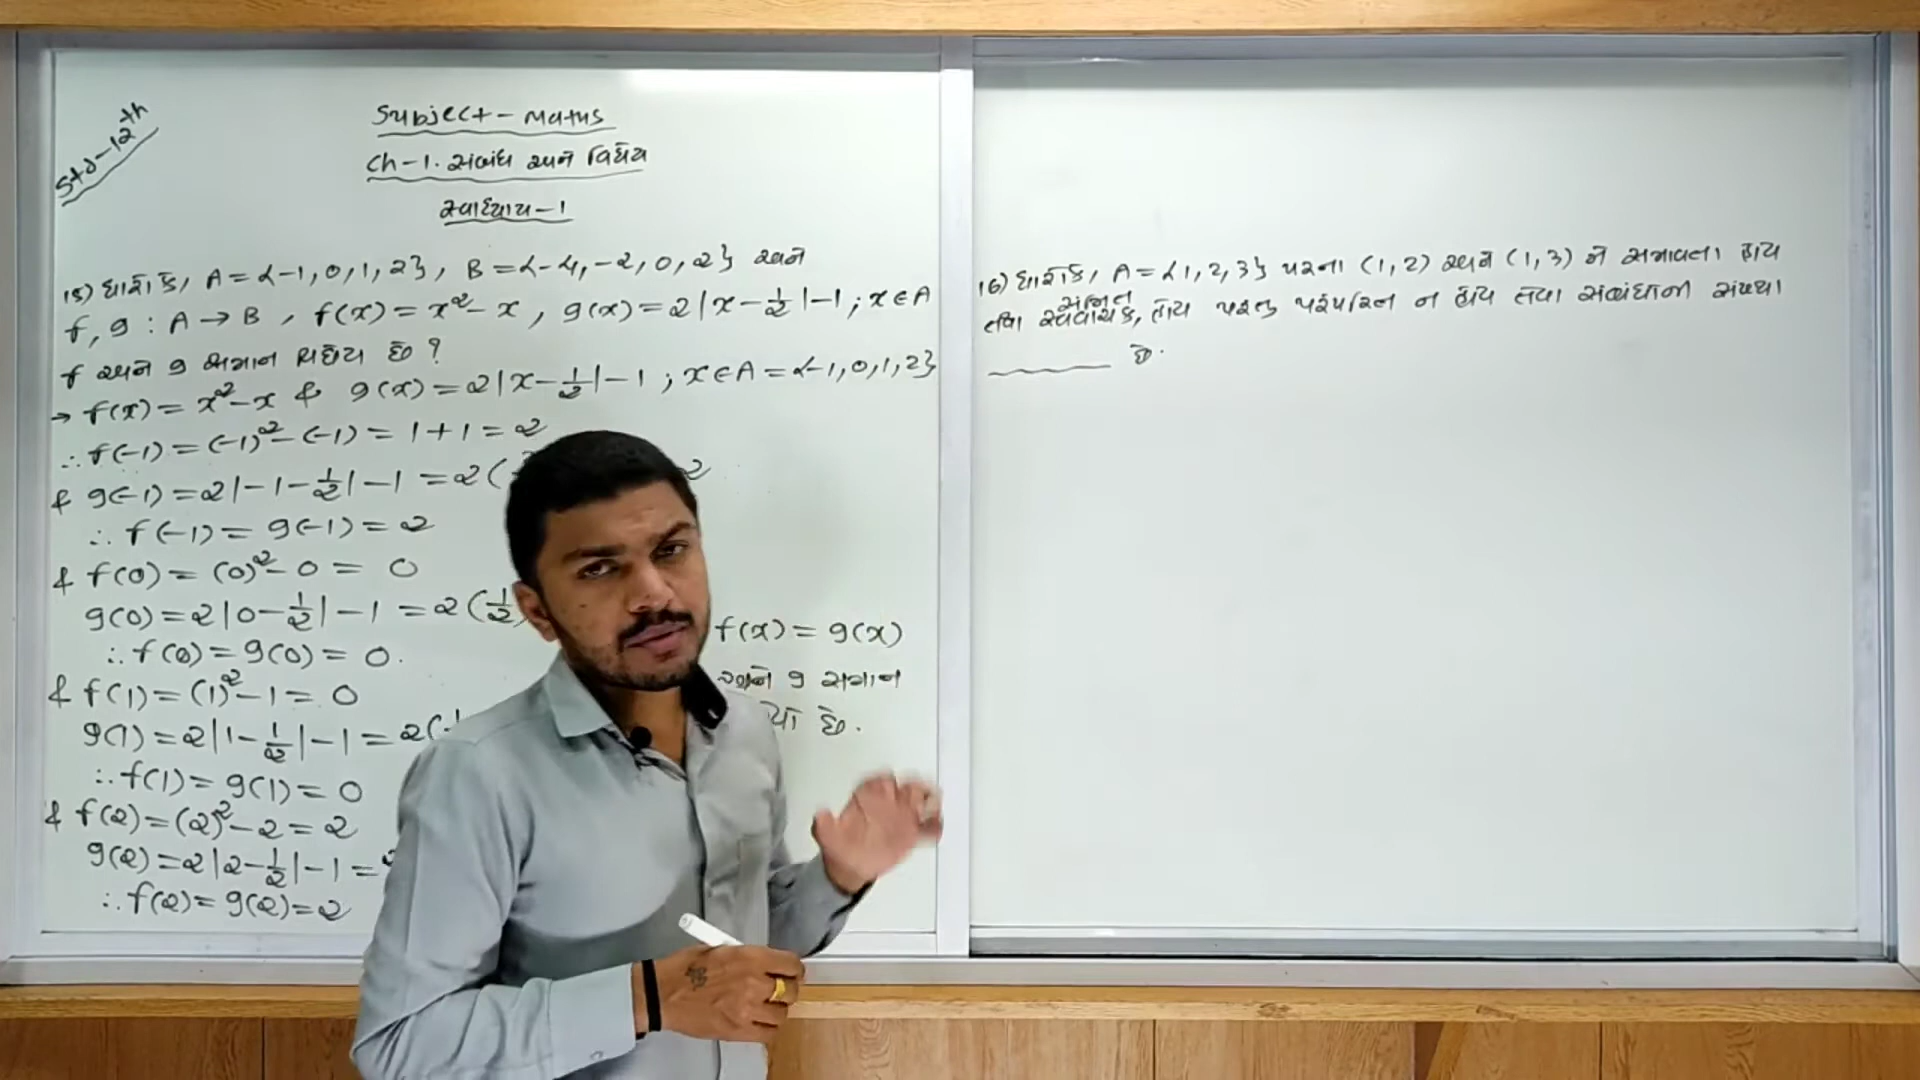 Std-12th
Subject - Maths
Ch-1. સંબંધ અને વિધેય
સ્વાધ્યાય-1
15) ધારો કે, A = {-1, 0, 1, 2}, B = {-4, -2, 0, 2} અને
f, g : A → B, f(x) = x² - x, g(x) = 2|x - 1/2| - 1 ; x ∈ A
f અને g સમાન વિધેય છે ?
→ f(x) = x² - x & g(x) = 2|x - 1/2| - 1 ; x ∈ A = {-1, 0, 1, 2}
∴ f(-1) = (-1)² - (-1) = 1 + 1 = 2
& g(-1) = 2|-1 - 1/2| - 1 = 2( 2
∴ f(-1) = g(-1) = 2
& f(0) = (0)² - 0 = 0
g(0) = 2|0 - 1/2| - 1 = 2(1/2)
∴ f(0) = g(0) = 0.
& f(1) = (1)² - 1 = 0
g(1) = 2|1 - 1/2| - 1 = 2(
∴ f(1) = g(1) = 0
& f(2) = (2)² - 2 = 2
g(2) = 2|2 - 1/2| - 1 =
∴ f(2) = g(2) = 2
f(x) = g(x)
અને g સમાન
છે.
16) ધારો કે, A = {1, 2, 3} પરના (1, 2) અને (1, 3) ને સમાવતા હોય
તેવા સ્વવાચક, સંમિત હોય પરંતુ પરંપરિત ન હોય તેવા સંબંધોની સંખ્યા
______ છે.